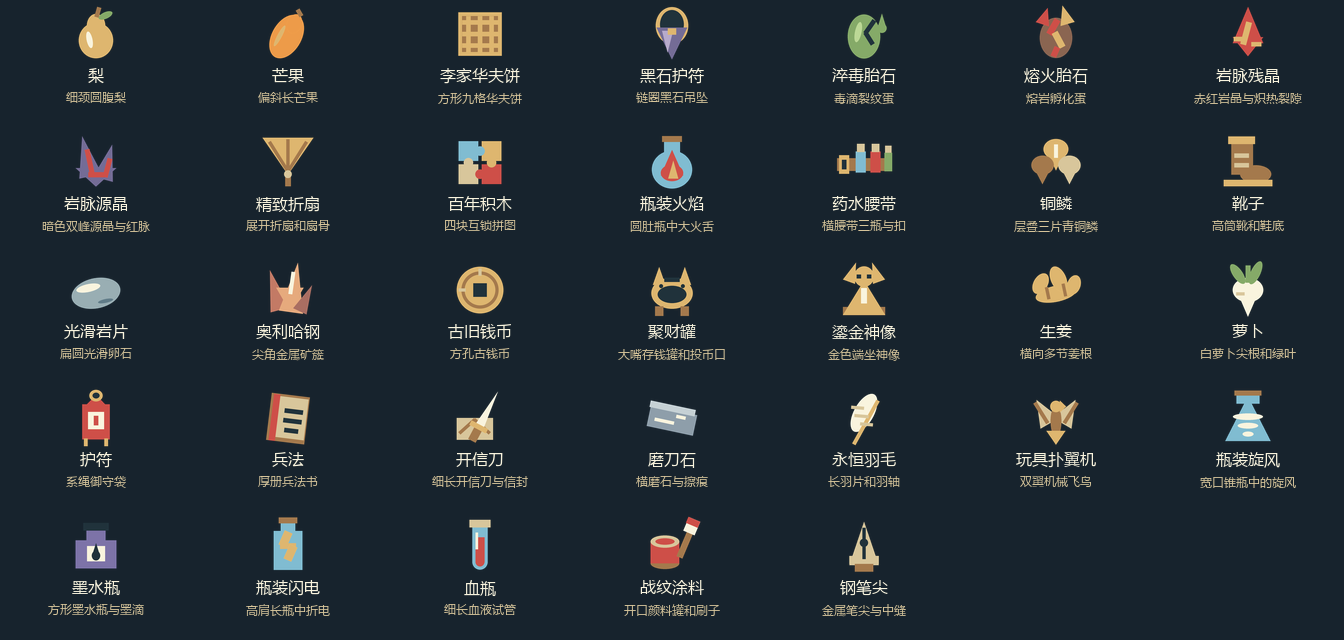 梨
细颈圆腹梨
芒果
偏斜长芒果
李家华夫饼
方形九格华夫饼
黑石护符
链圈黑石吊坠
淬毒胎石
毒滴裂纹蛋
熔火胎石
熔岩孵化蛋
岩脉残晶
赤红岩晶与炽热裂隙
岩脉源晶
暗色双峰源晶与红脉
精致折扇
展开折扇和扇骨
百年积木
四块互锁拼图
瓶装火焰
圆肚瓶中大火舌
药水腰带
横腰带三瓶与扣
铜鳞
层叠三片青铜鳞
靴子
高筒靴和鞋底
光滑岩片
扁圆光滑卵石
奥利哈钢
尖角金属矿簇
古旧钱币
方孔古钱币
聚财罐
大嘴存钱罐和投币口
鎏金神像
金色端坐神像
生姜
横向多节姜根
萝卜
白萝卜尖根和绿叶
护符
系绳御守袋
兵法
厚册兵法书
开信刀
细长开信刀与信封
磨刀石
横磨石与擦痕
永恒羽毛
长羽片和羽轴
玩具扑翼机
双翼机械飞鸟
瓶装旋风
宽口锥瓶中的旋风
墨水瓶
方形墨水瓶与墨滴
瓶装闪电
高肩长瓶中折电
血瓶
细长血液试管
战纹涂料
开口颜料罐和刷子
钢笔尖
金属笔尖与中缝